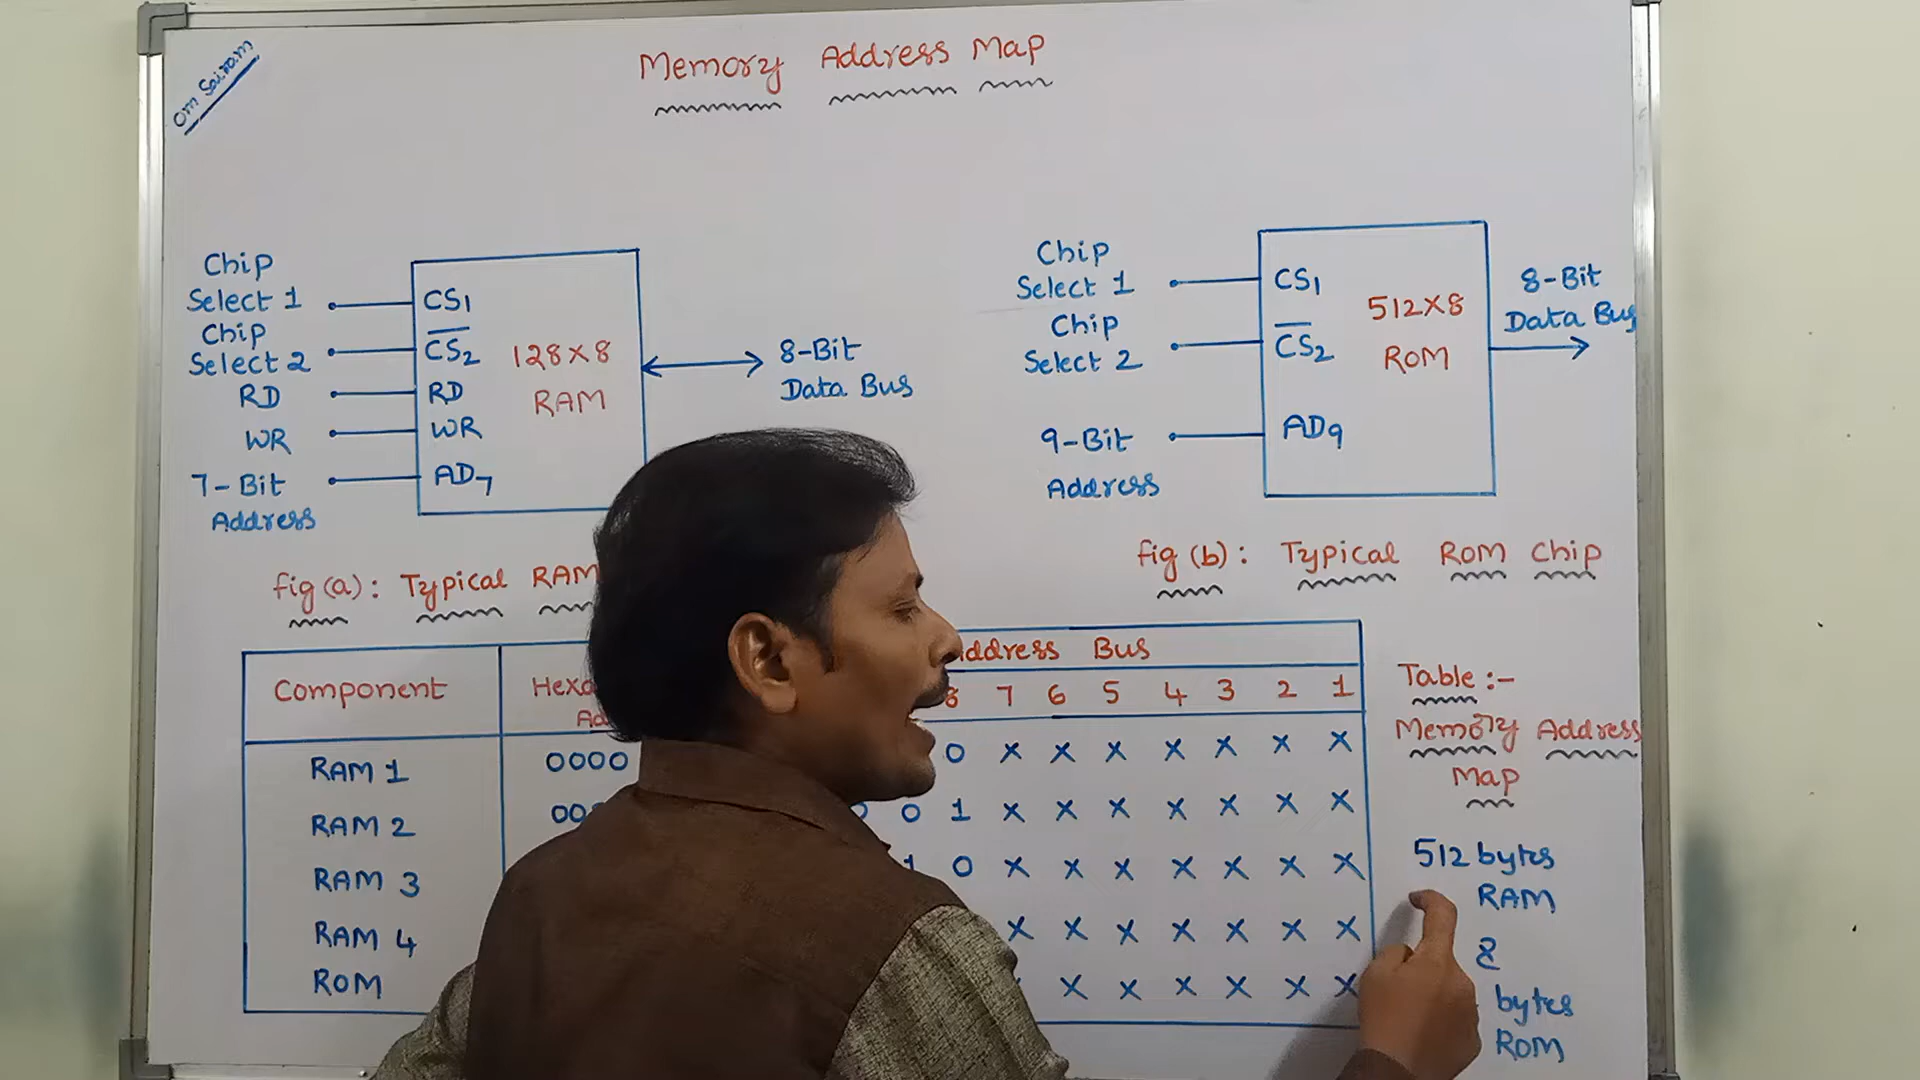 Om Sairam
Memory Address Map
Chip
Select 1
Chip
Select 2
RD
WR
7-Bit
Address
CS1
CS2
RD
WR
AD7
128X8
RAM
8-Bit
Data Bus
Chip
Select 1
Chip
Select 2
9-Bit
Address
CS1
CS2
AD9
512X8
ROM
8-Bit
Data Bus
fig (a) : Typical RAM
fig (b) : Typical ROM Chip
Component
Address Bus
8 7 6 5 4 3 2 1
RAM 1 0000 0 x x x x x x x
RAM 2 0 1 x x x x x x x
RAM 3 1 0 x x x x x x x
RAM 4 x x x x x x x
ROM x x x x x x
Table :-
Memory Address
Map
512 bytes
RAM
&
bytes
ROM